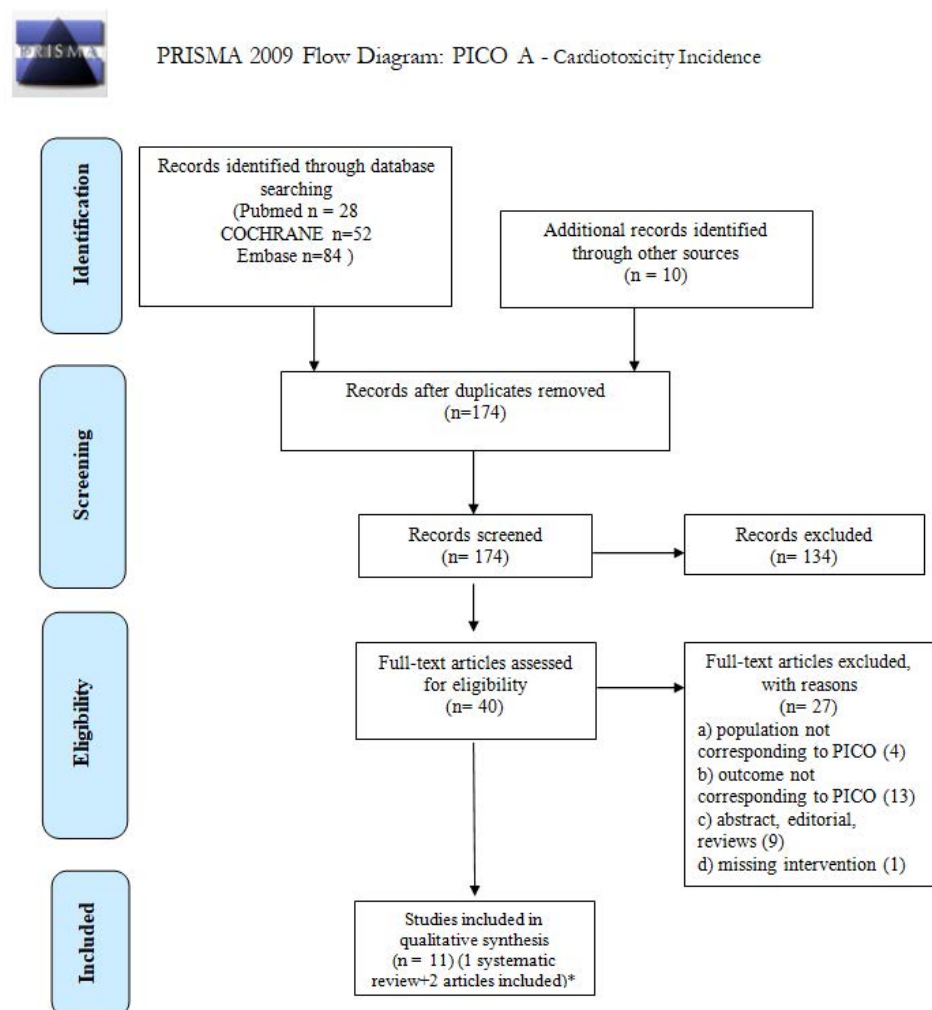 PRISMA
PRISMA 2009 Flow Diagram: PICO A - Cardiotoxicity Incidence
Identification
Records identified through database
searching
(Pubmed n = 28
COCHRANE n=52
Embase n=84 )
Additional records identified
through other sources
(n = 10)
Screening
Records after duplicates removed
(n=174)
Records screened
(n= 174)
Records excluded
(n= 134)
Eligibility
Full-text articles assessed
for eligibility
(n= 40)
Full-text articles excluded,
with reasons
(n= 27)
a) population not
corresponding to PICO (4)
b) outcome not
corresponding to PICO (13)
c) abstract, editorial,
reviews (9)
d) missing intervention (1)
Included
Studies included in
qualitative synthesis
(n = 11) (1 systematic
review+2 articles included)*